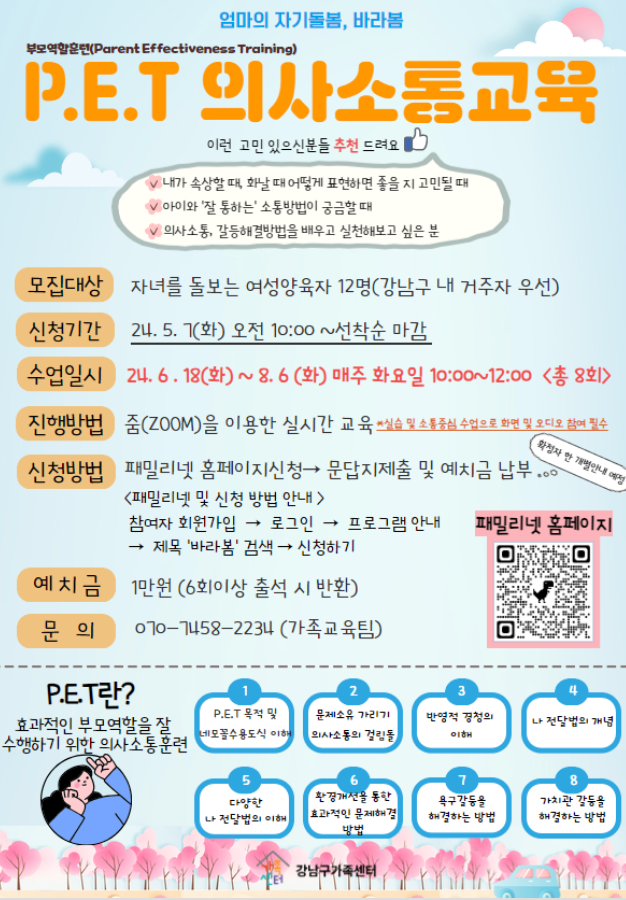 엄마의 자기돌봄, 바라봄
부모역할훈련(Parent Effectiveness Training)
P.E.T 의사소통교육
이런 고민 있으신분들 추천 드려요
내가 속상할 때, 화날 때 어떻게 표현하면 좋을 지 고민될 때
아이와 '잘 통하는' 소통방법이 궁금할 때
의사소통, 갈등해결방법을 배우고 실천해보고 싶은 분
모집대상 자녀를 돌보는 여성양육자 12명(강남구 내 거주자 우선)
신청기간 24. 5. 7(화) 오전 10:00 ~선착순 마감
수업일시 24. 6 . 18(화) ~ 8. 6 (화) 매주 화요일 10:00~12:00 <총 8회>
진행방법 줌(ZOOM)을 이용한 실시간 교육 *실습 및 소통중심 수업으로 화면 및 오디오 참여 필수
신청방법 패밀리넷 홈페이지신청→ 문답지제출 및 예치금 납부
확정자 한 개별안내 예정
<패밀리넷 및 신청 방법 안내 >
참여자 회원가입 → 로그인 → 프로그램 안내
→ 제목 '바라봄' 검색 → 신청하기
패밀리넷 홈페이지
예 치 금 1만원 (6회이상 출석 시 반환)
문 의 070-7458-2234 (가족교육팀)
P.E.T란?
효과적인 부모역할을 잘
수행하기 위한 의사소통훈련
1
P.E.T 목적 및
네모꼴수용도식 이해
2
문제소유 가리기
의사소통의 걸림돌
3
반영적 경청의
이해
4
나 전달법의 개념
5
다양한
나 전달법의 이해
6
환경개선을 통한
효과적인 문제해결
방법
7
욕구갈등을
해결하는 방법
8
가치관 갈등을
해결하는 방법
가족
센터
강남구가족센터